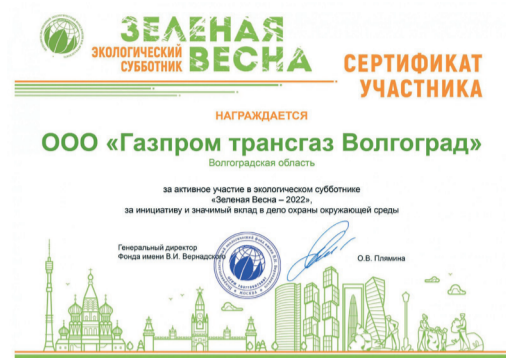 ЗЕЛЕНАЯ
ЭКОЛОГИЧЕСКИЙ
СУББОТНИК
ВЕСНА
СЕРТИФИКАТ
УЧАСТНИКА
НАГРАЖДАЕТСЯ
ООО «Газпром трансгаз Волгоград»
Волгоградская область
за активное участие в экологическом субботнике
«Зеленая Весна – 2022»,
за инициативу и значимый вклад в дело охраны окружающей среды
Генеральный директор
Фонда имени В.И. Вернадского
О.В. Плямина